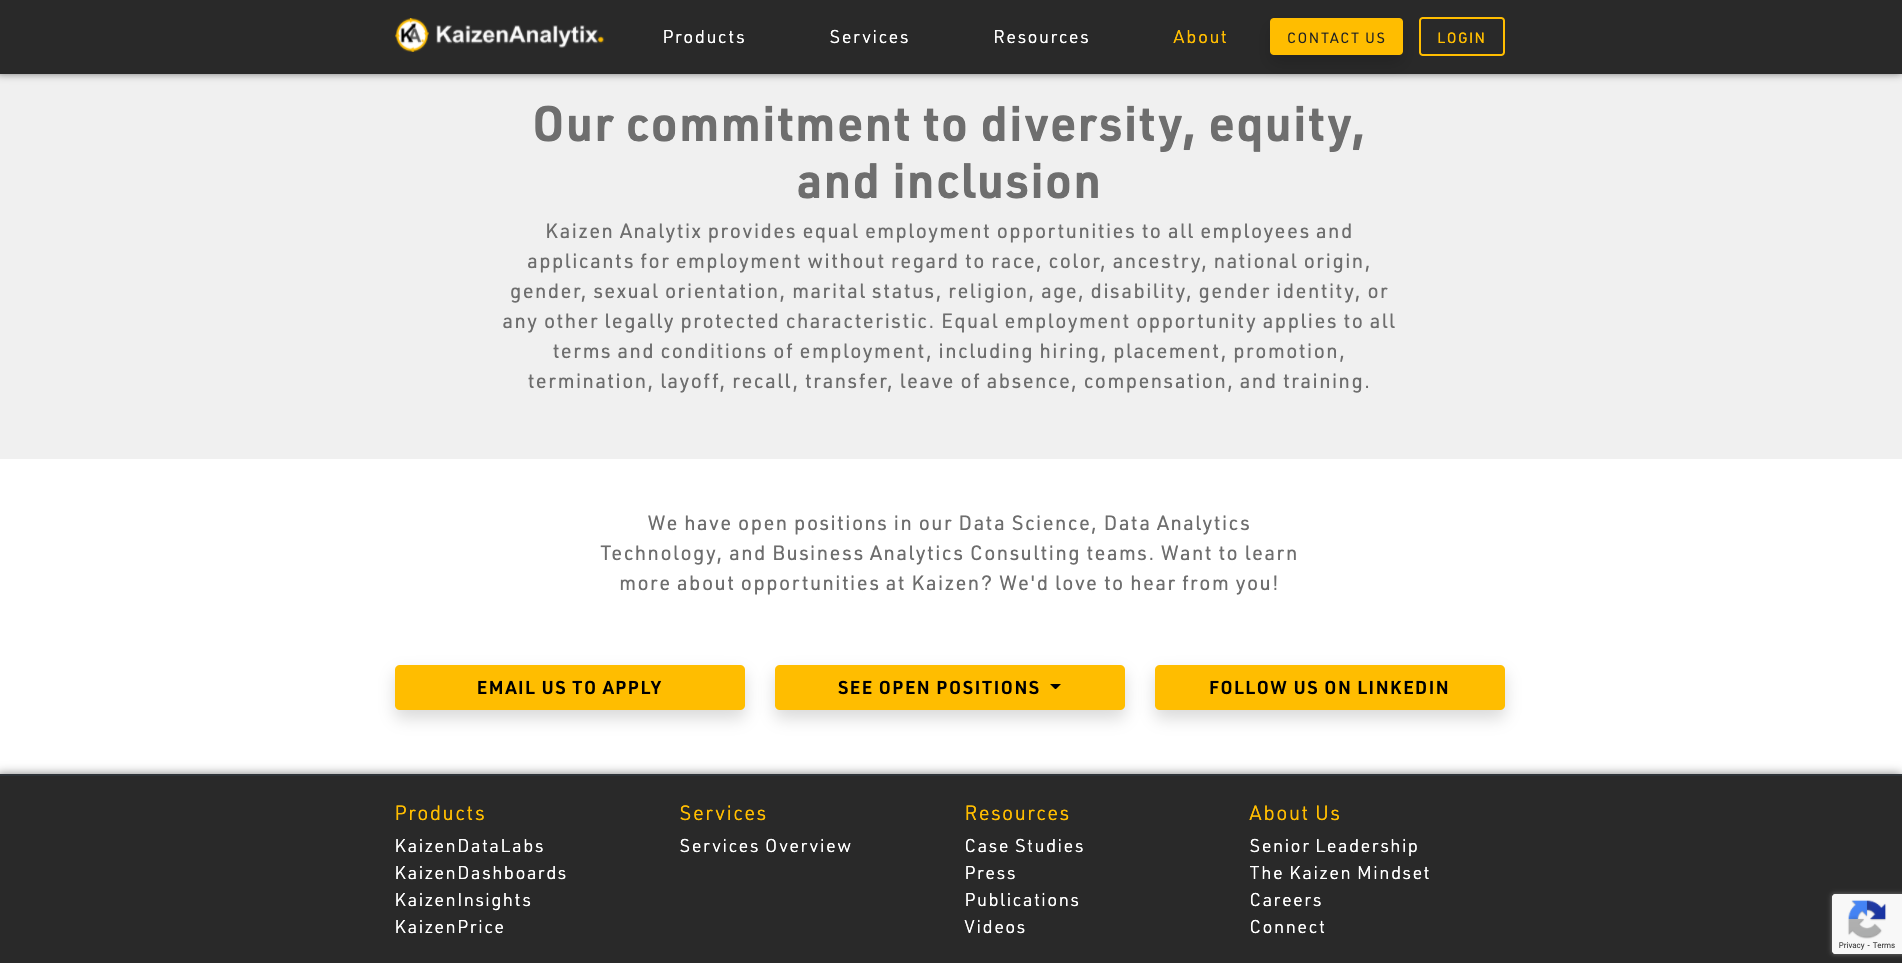 KA KaizenAnalytix.
Products
Services
Resources
About
CONTACT US
LOGIN
Our commitment to diversity, equity,
and inclusion
Kaizen Analytix provides equal employment opportunities to all employees and
applicants for employment without regard to race, color, ancestry, national origin,
gender, sexual orientation, marital status, religion, age, disability, gender identity, or
any other legally protected characteristic. Equal employment opportunity applies to all
terms and conditions of employment, including hiring, placement, promotion,
termination, layoff, recall, transfer, leave of absence, compensation, and training.
We have open positions in our Data Science, Data Analytics
Technology, and Business Analytics Consulting teams. Want to learn
more about opportunities at Kaizen? We'd love to hear from you!
EMAIL US TO APPLY
SEE OPEN POSITIONS
FOLLOW US ON LINKEDIN
Products
KaizenDataLabs
KaizenDashboards
KaizenInsights
KaizenPrice
Services
Services Overview
Resources
Case Studies
Press
Publications
Videos
About Us
Senior Leadership
The Kaizen Mindset
Careers
Connect
Privacy - Terms